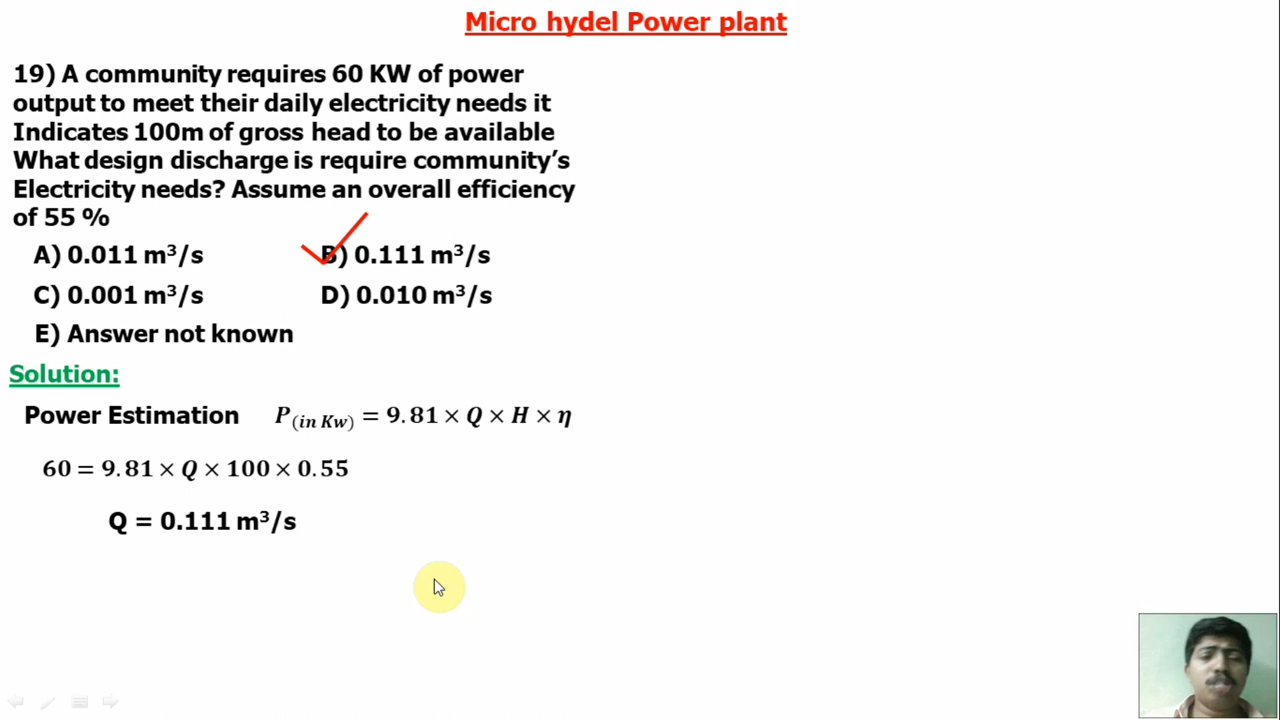 Micro hydel Power plant
19) A community requires 60 KW of power
output to meet their daily electricity needs it
Indicates 100m of gross head to be available
What design discharge is require community’s
Electricity needs? Assume an overall efficiency
of 55 %
A) 0.011 m³/s B) 0.111 m³/s
C) 0.001 m³/s D) 0.010 m³/s
E) Answer not known
Solution:
Power Estimation P(in Kw) = 9.81 × Q × H × η
60 = 9.81 × Q × 100 × 0.55
Q = 0.111 m³/s